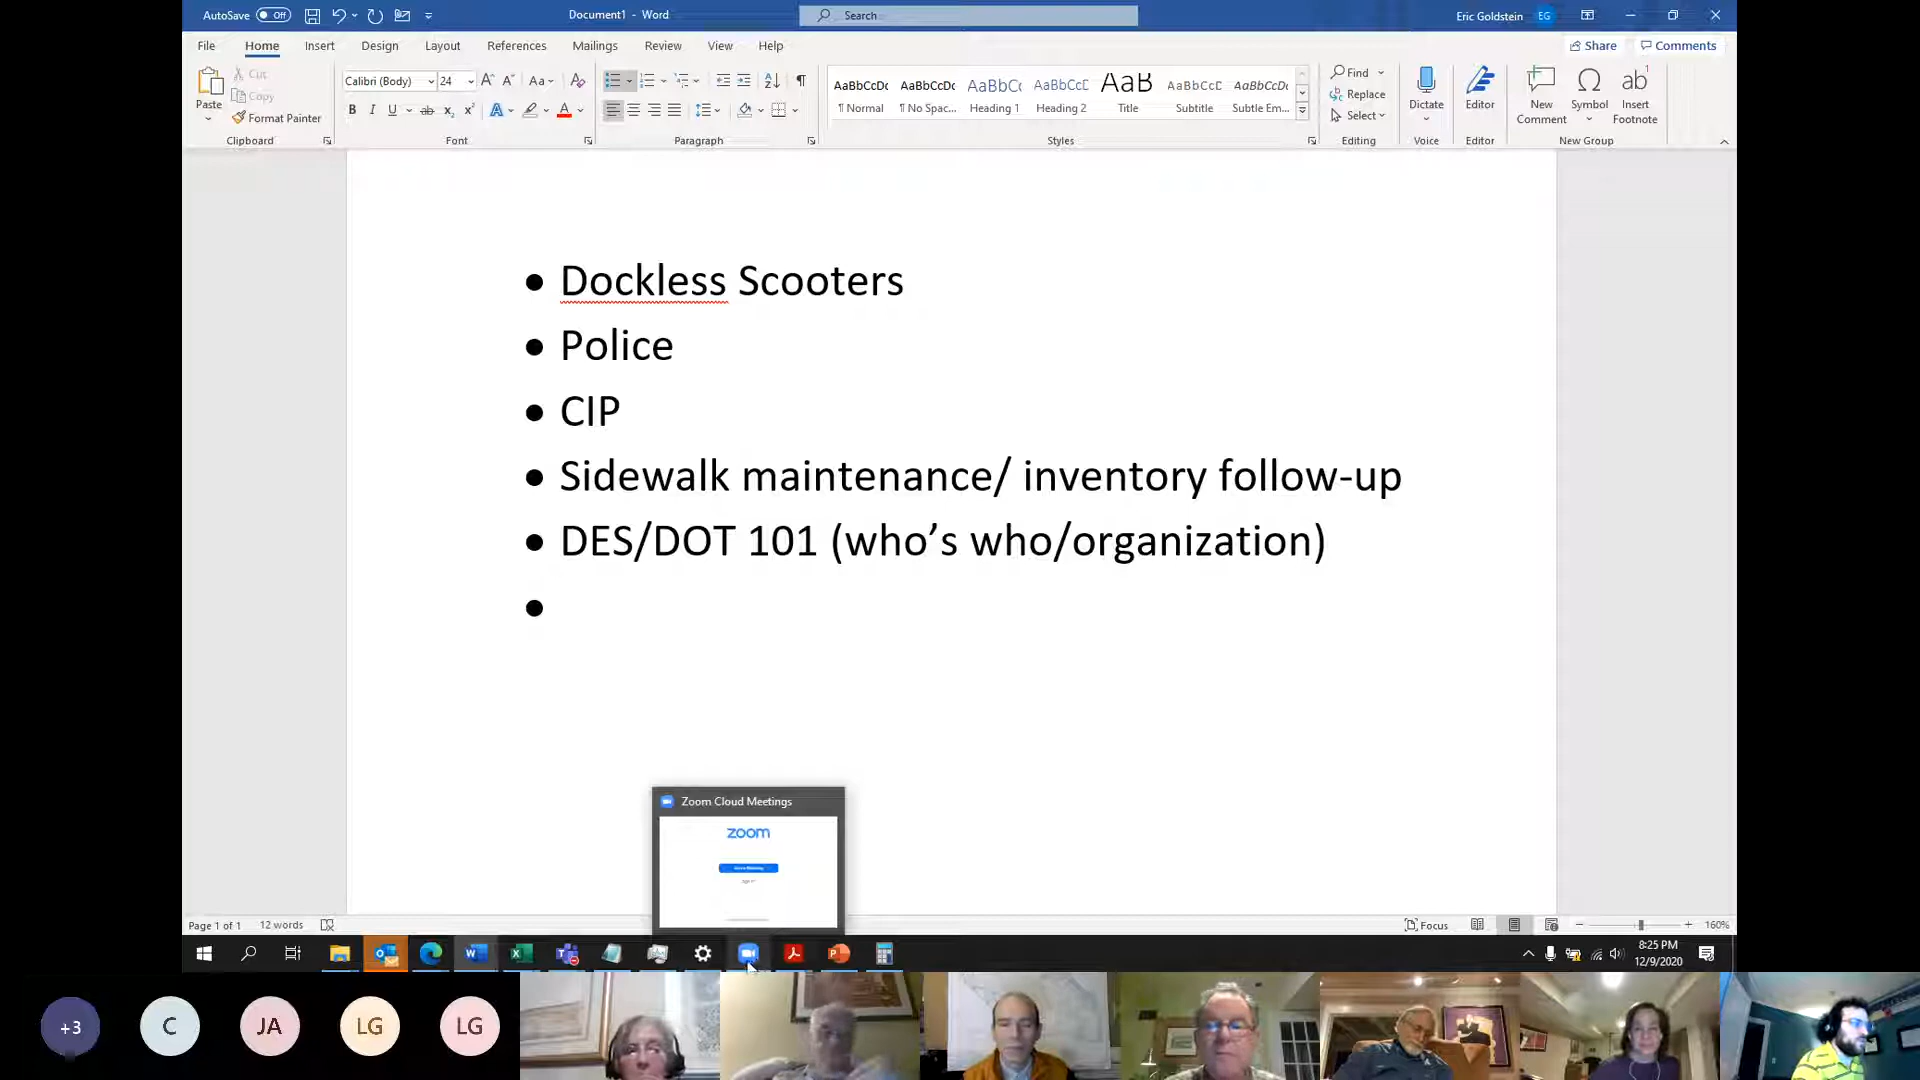 AutoSave Off Document1 - Word Search Eric Goldstein EG
File Home Insert Design Layout References Mailings Review View Help Share Comments
Paste Cut Copy Format Painter
Clipboard
Calibri (Body) 24
Font
Paragraph
AaBbCcDc AaBbCcDc AaBbCc AaBbCcE AaB AaBbCcD AaBbCcDc
¶ Normal ¶ No Spac... Heading 1 Heading 2 Title Subtitle Subtle Em...
Styles
Find Replace Select
Editing
Dictate
Voice
Editor
Editor
New Comment Symbol Insert Footnote
New Group
• Dockless Scooters
• Police
• CIP
• Sidewalk maintenance/ inventory follow-up
• DES/DOT 101 (who’s who/organization)
•
Zoom Cloud Meetings
zoom
Page 1 of 1 12 words Focus 160%
8:25 PM
12/9/2020
+3 C JA LG LG